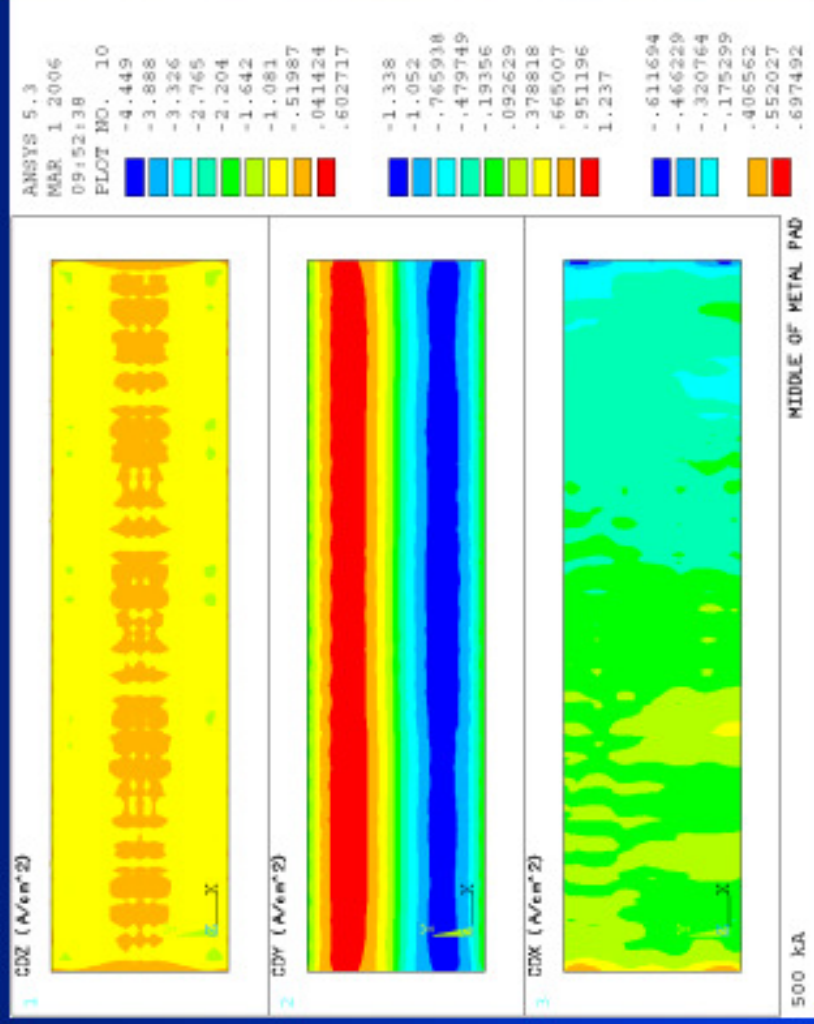 1
CDZ (A/cm^2)
X
2
CDY (A/cm^2)
Y
X
3
CDX (A/cm^2)
Y
X
500 kA
MIDDLE OF METAL PAD
ANSYS 5.3
MAR 1 2006
09:52:38
PLOT NO. 10
-4.449
-3.888
-3.326
-2.765
-2.204
-1.642
-1.081
-.51987
.041424
.602717
-1.338
-1.052
-.765938
-.479749
-.19356
.092629
.378818
.665007
.951196
1.237
-.611694
-.466229
-.320764
-.175299
.406562
.552027
.697492